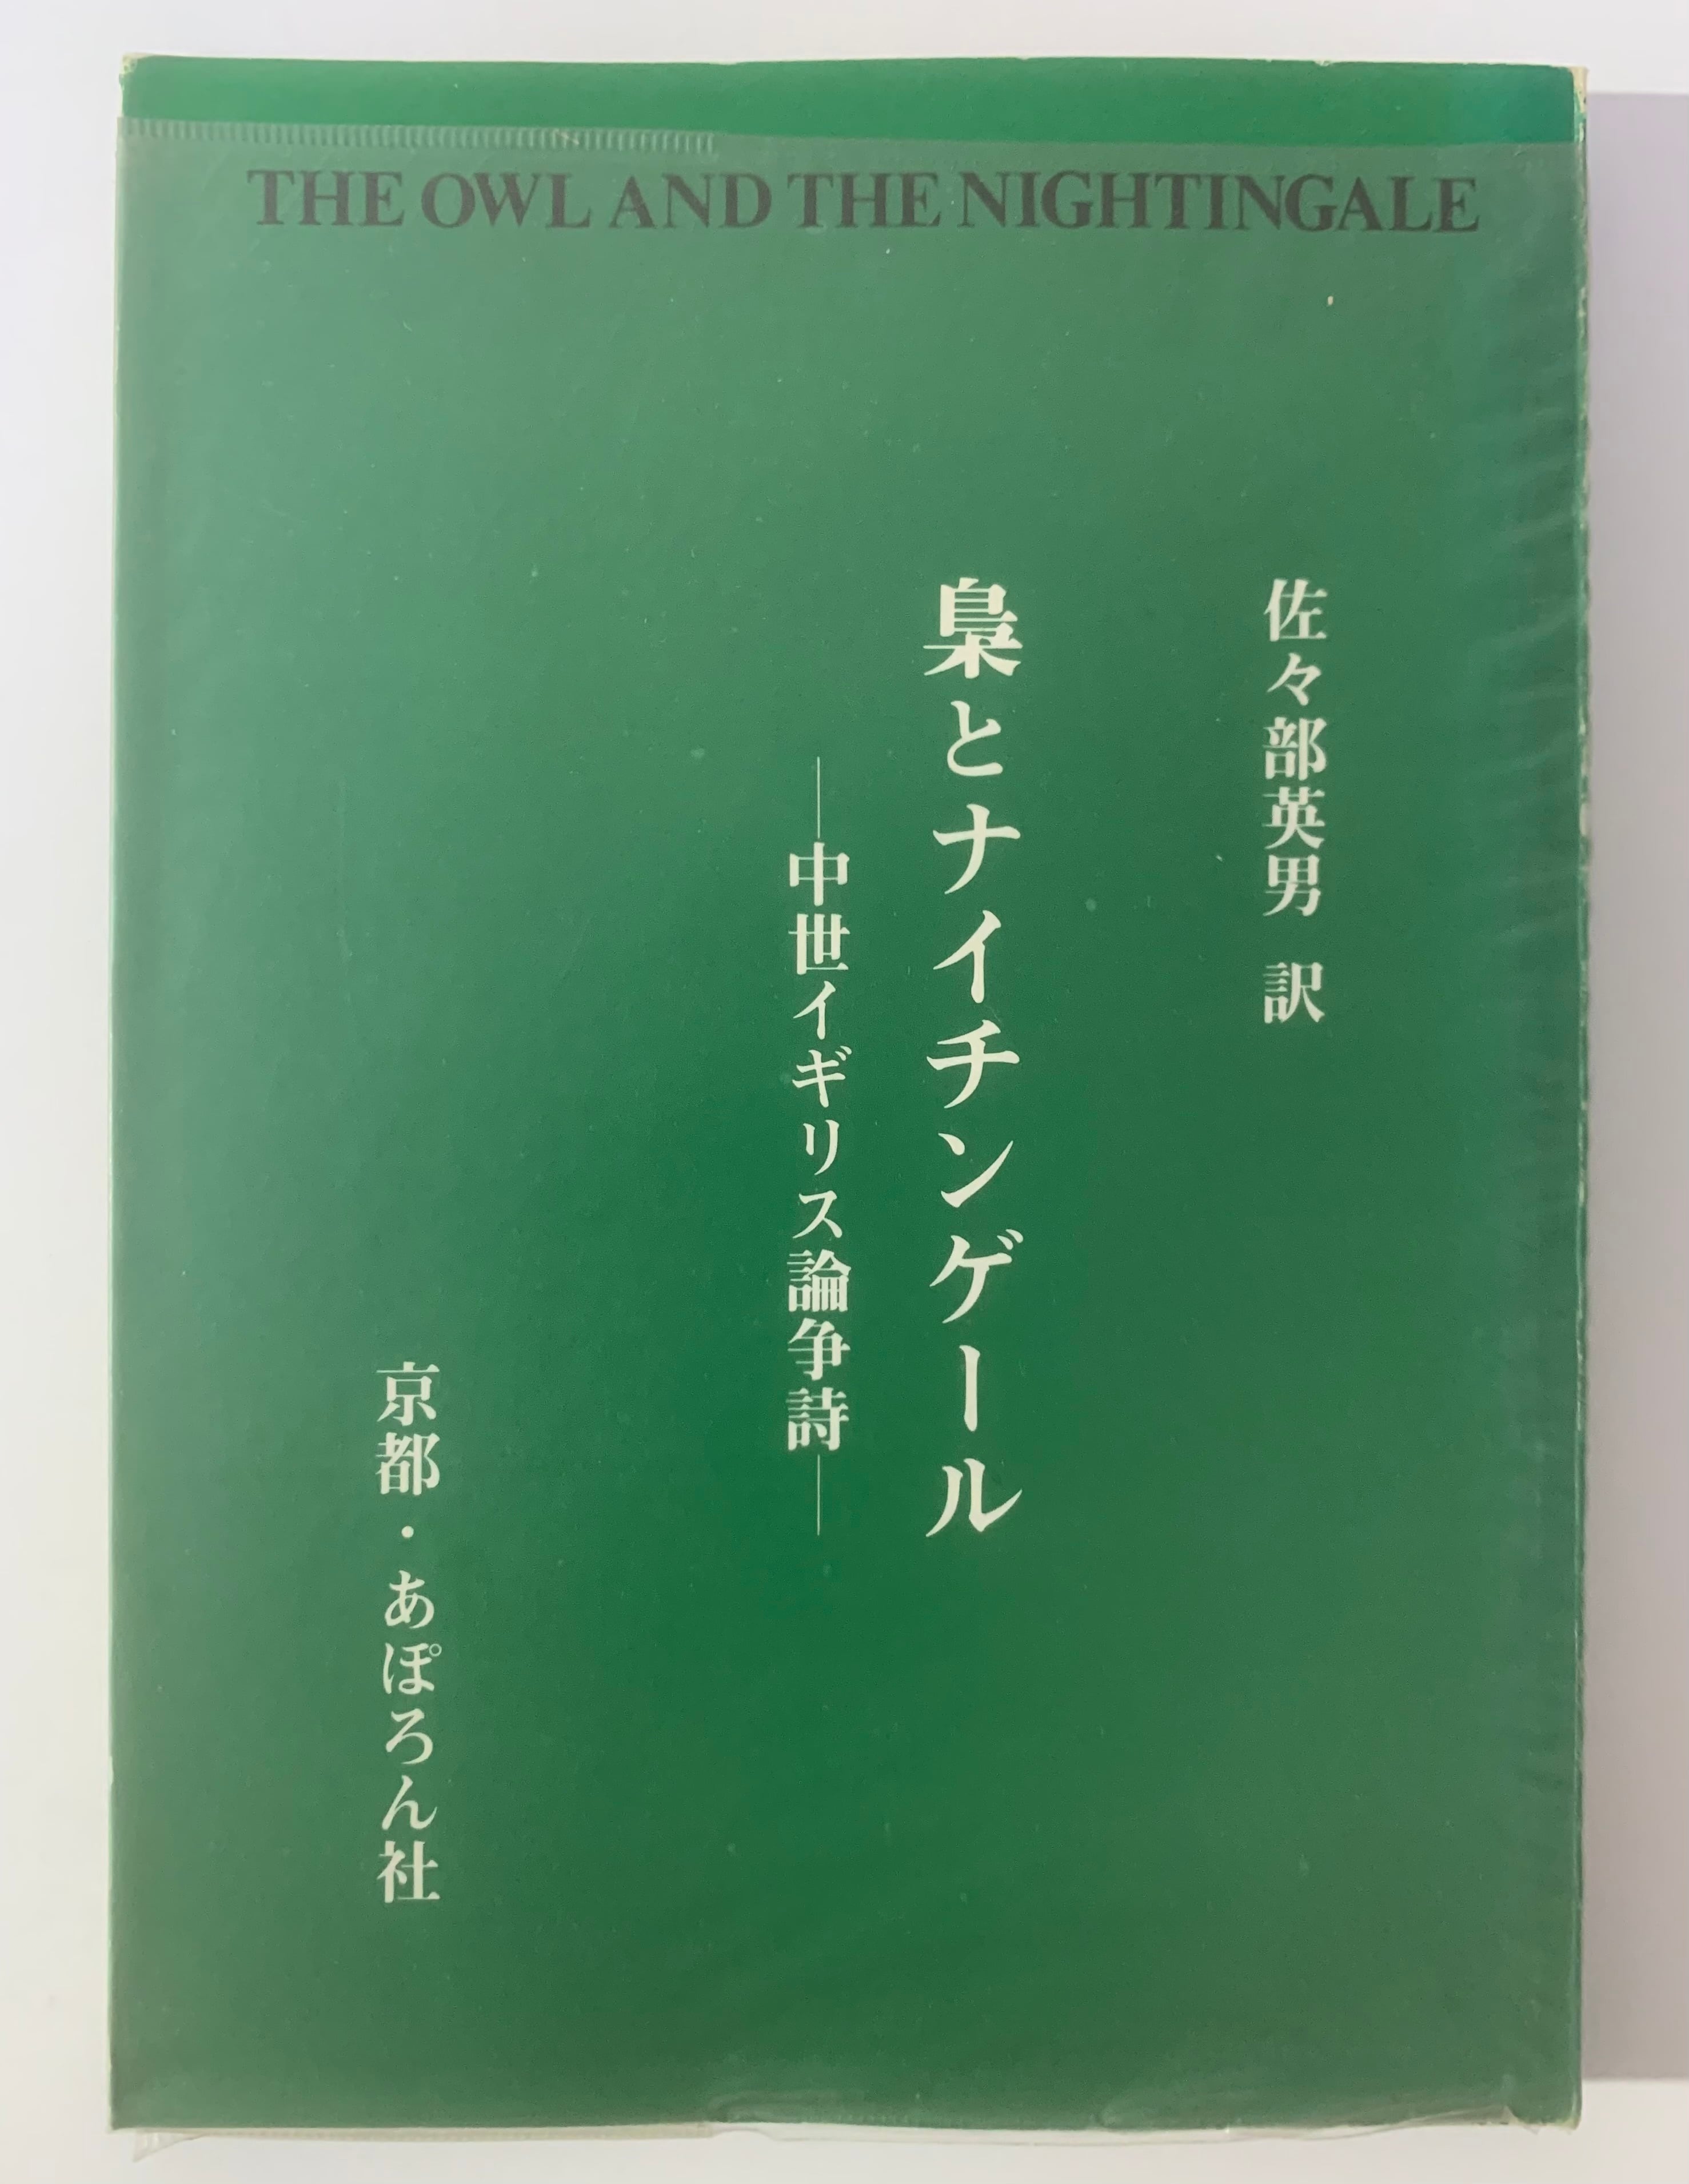 THE OWL AND THE NIGHTINGALE
佐々部英男 訳
梟とナイチンゲール
―中世イギリス論争詩―
京都・あぽろん社